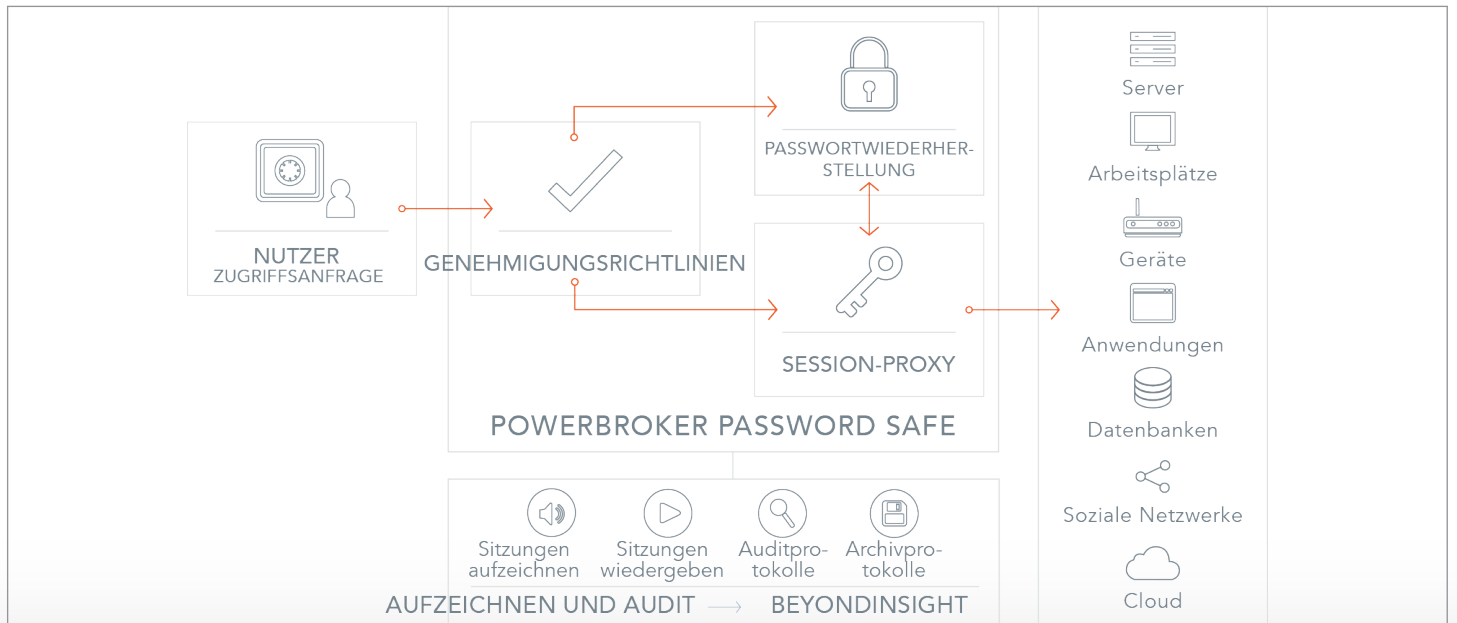 NUTZER
ZUGRIFFSANFRAGE
GENEHMIGUNGSRICHTLINIEN
PASSWORTWIEDERHER-
STELLUNG
SESSION-PROXY
POWERBROKER PASSWORD SAFE
Sitzungen
aufzeichnen
Sitzungen
wiedergeben
Auditpro-
tokolle
Archivpro-
tokolle
AUFZEICHNEN UND AUDIT
BEYONDINSIGHT
Server
Arbeitsplätze
Geräte
Anwendungen
Datenbanken
Soziale Netzwerke
Cloud